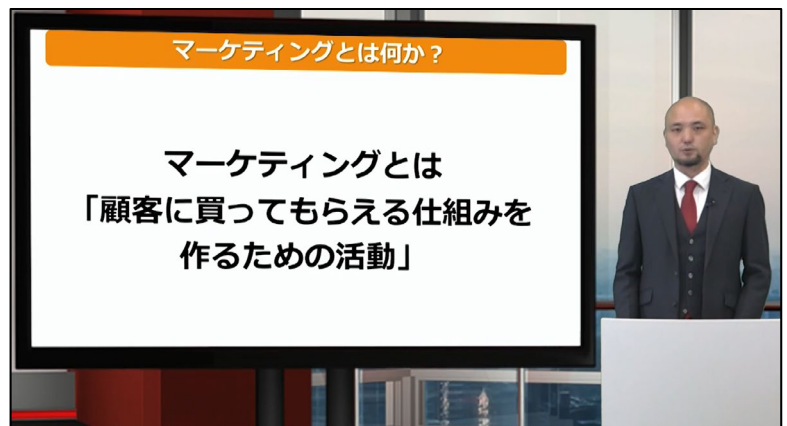 マーケティングとは何か？
マーケティングとは
「顧客に買ってもらえる仕組みを
作るための活動」